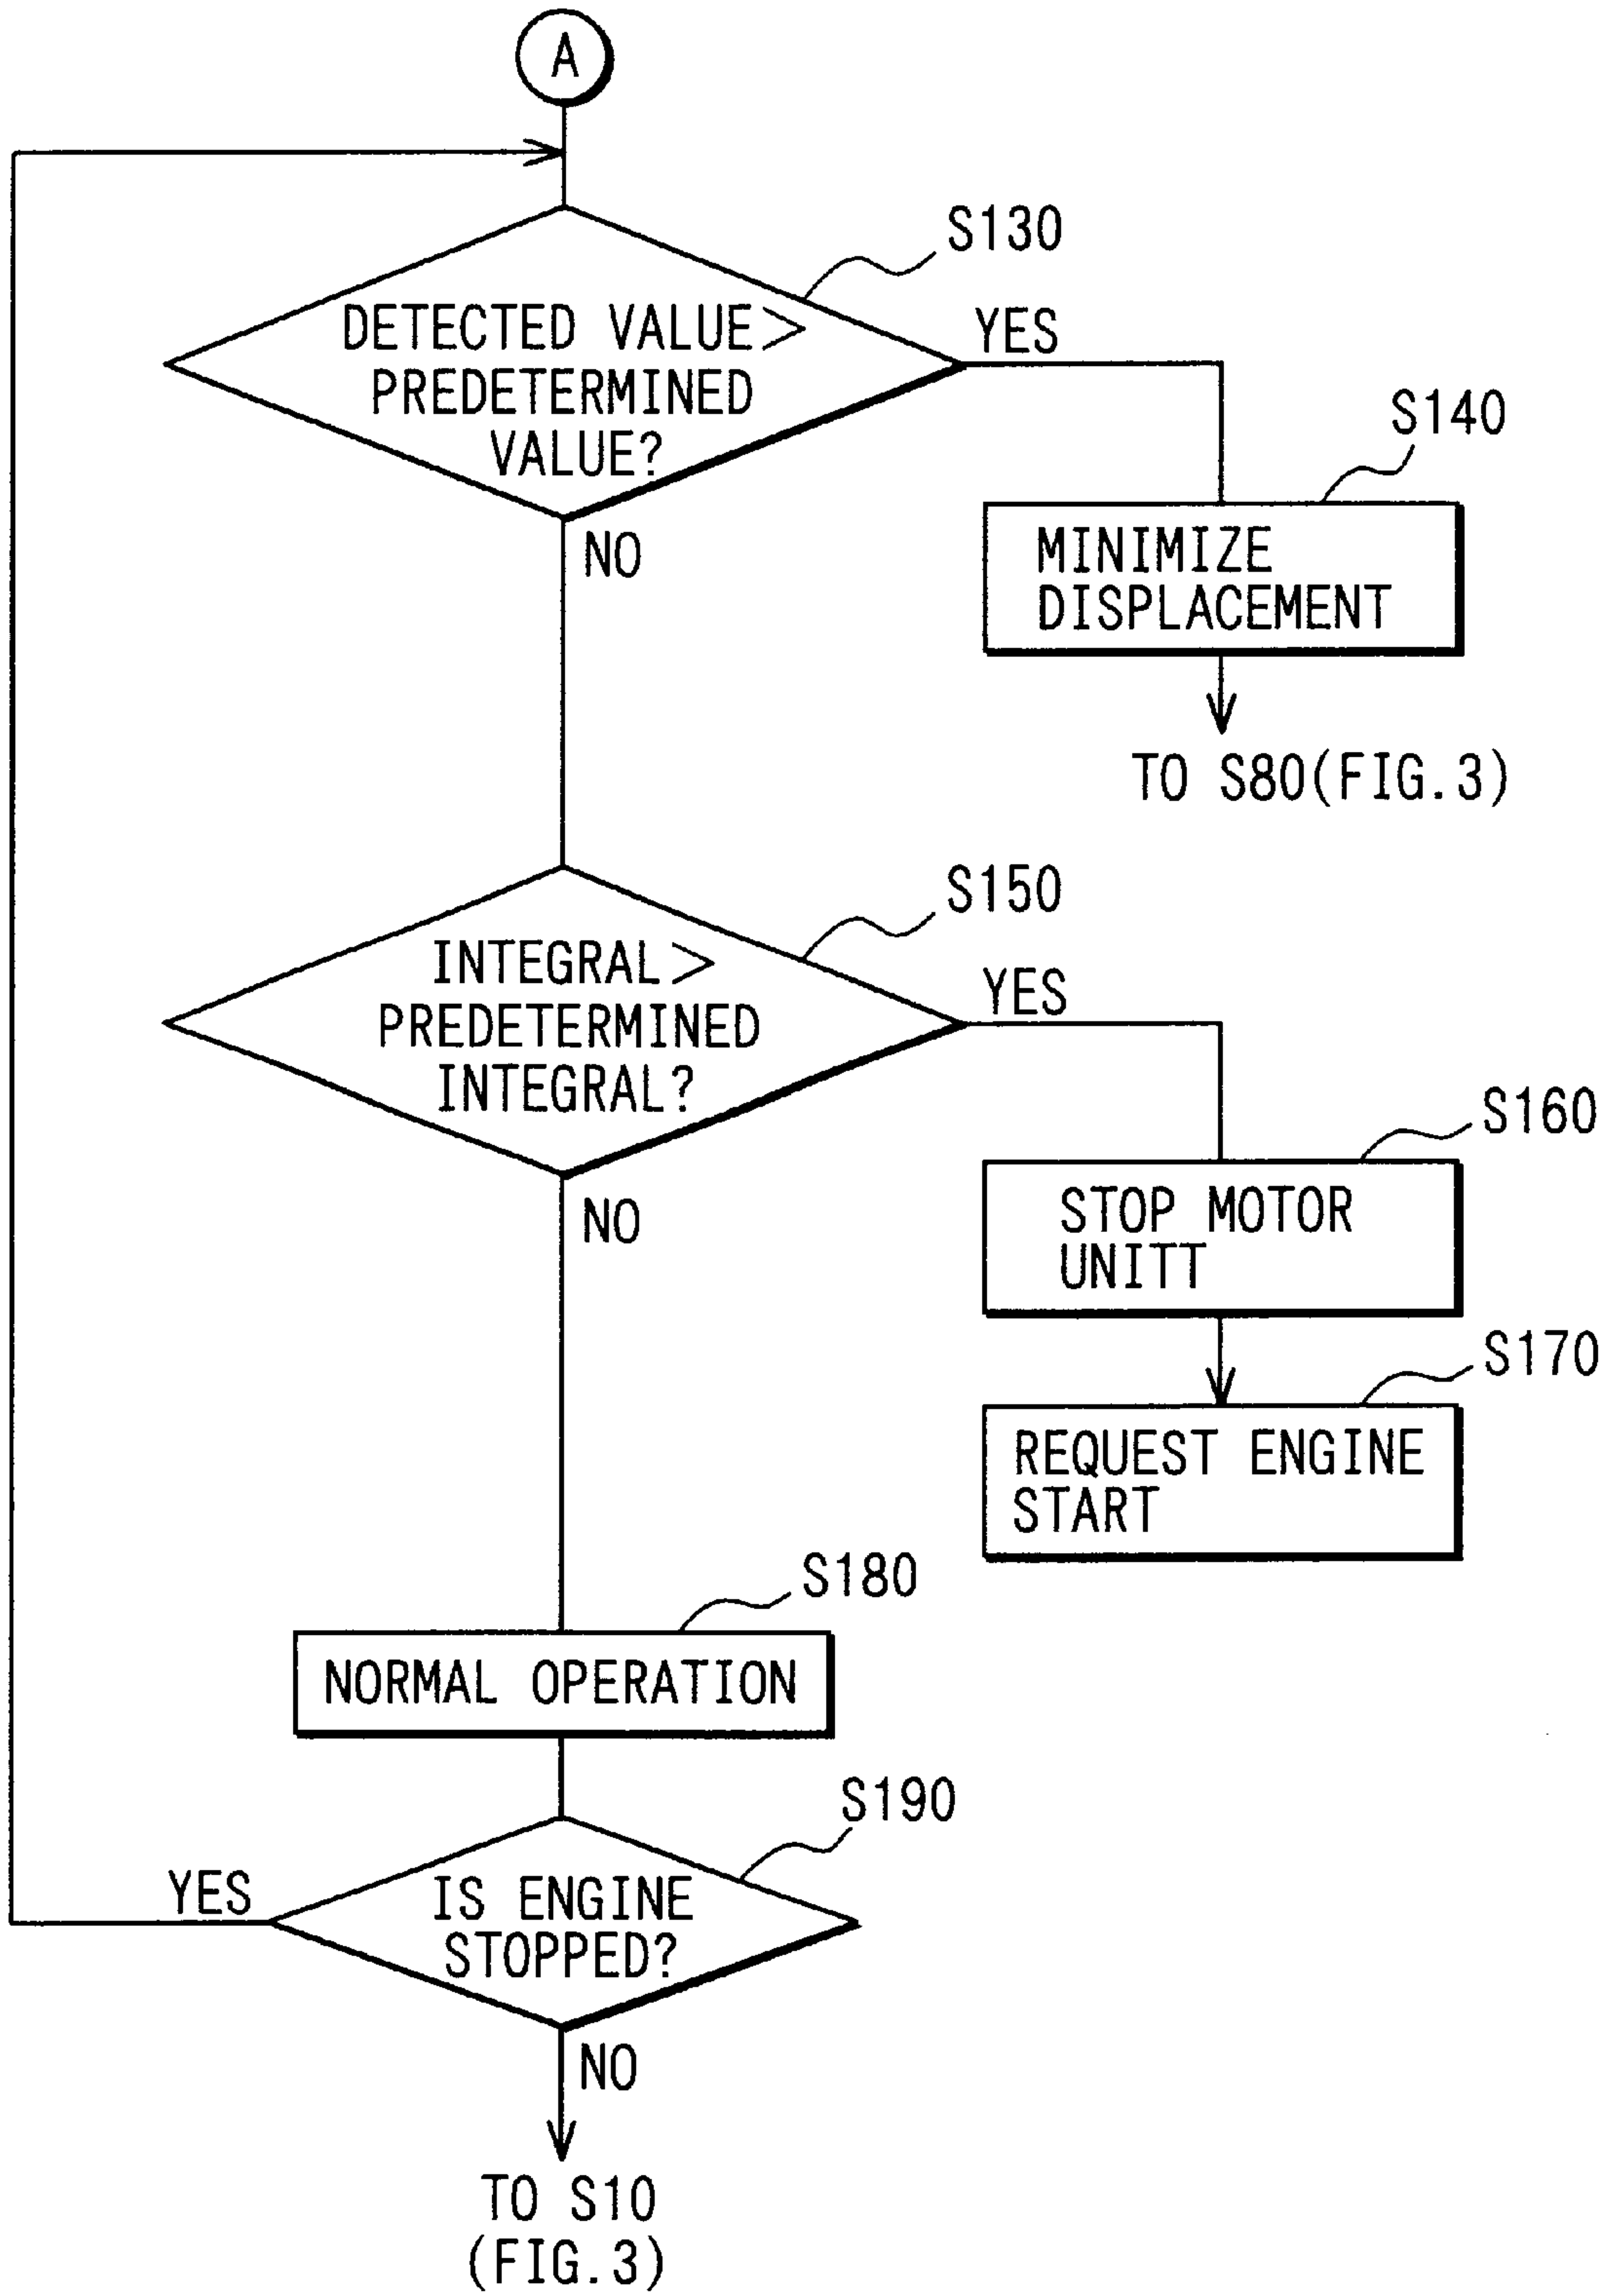 A
S130
DETECTED VALUE>
PREDETERMINED
VALUE?
YES
NO
S140
MINIMIZE
DISPLACEMENT
TO S80(FIG.3)
S150
INTEGRAL>
PREDETERMINED
INTEGRAL?
YES
NO
S160
STOP MOTOR
UNITT
S170
REQUEST ENGINE
START
S180
NORMAL OPERATION
S190
IS ENGINE
STOPPED?
YES
NO
TO S10
(FIG.3)